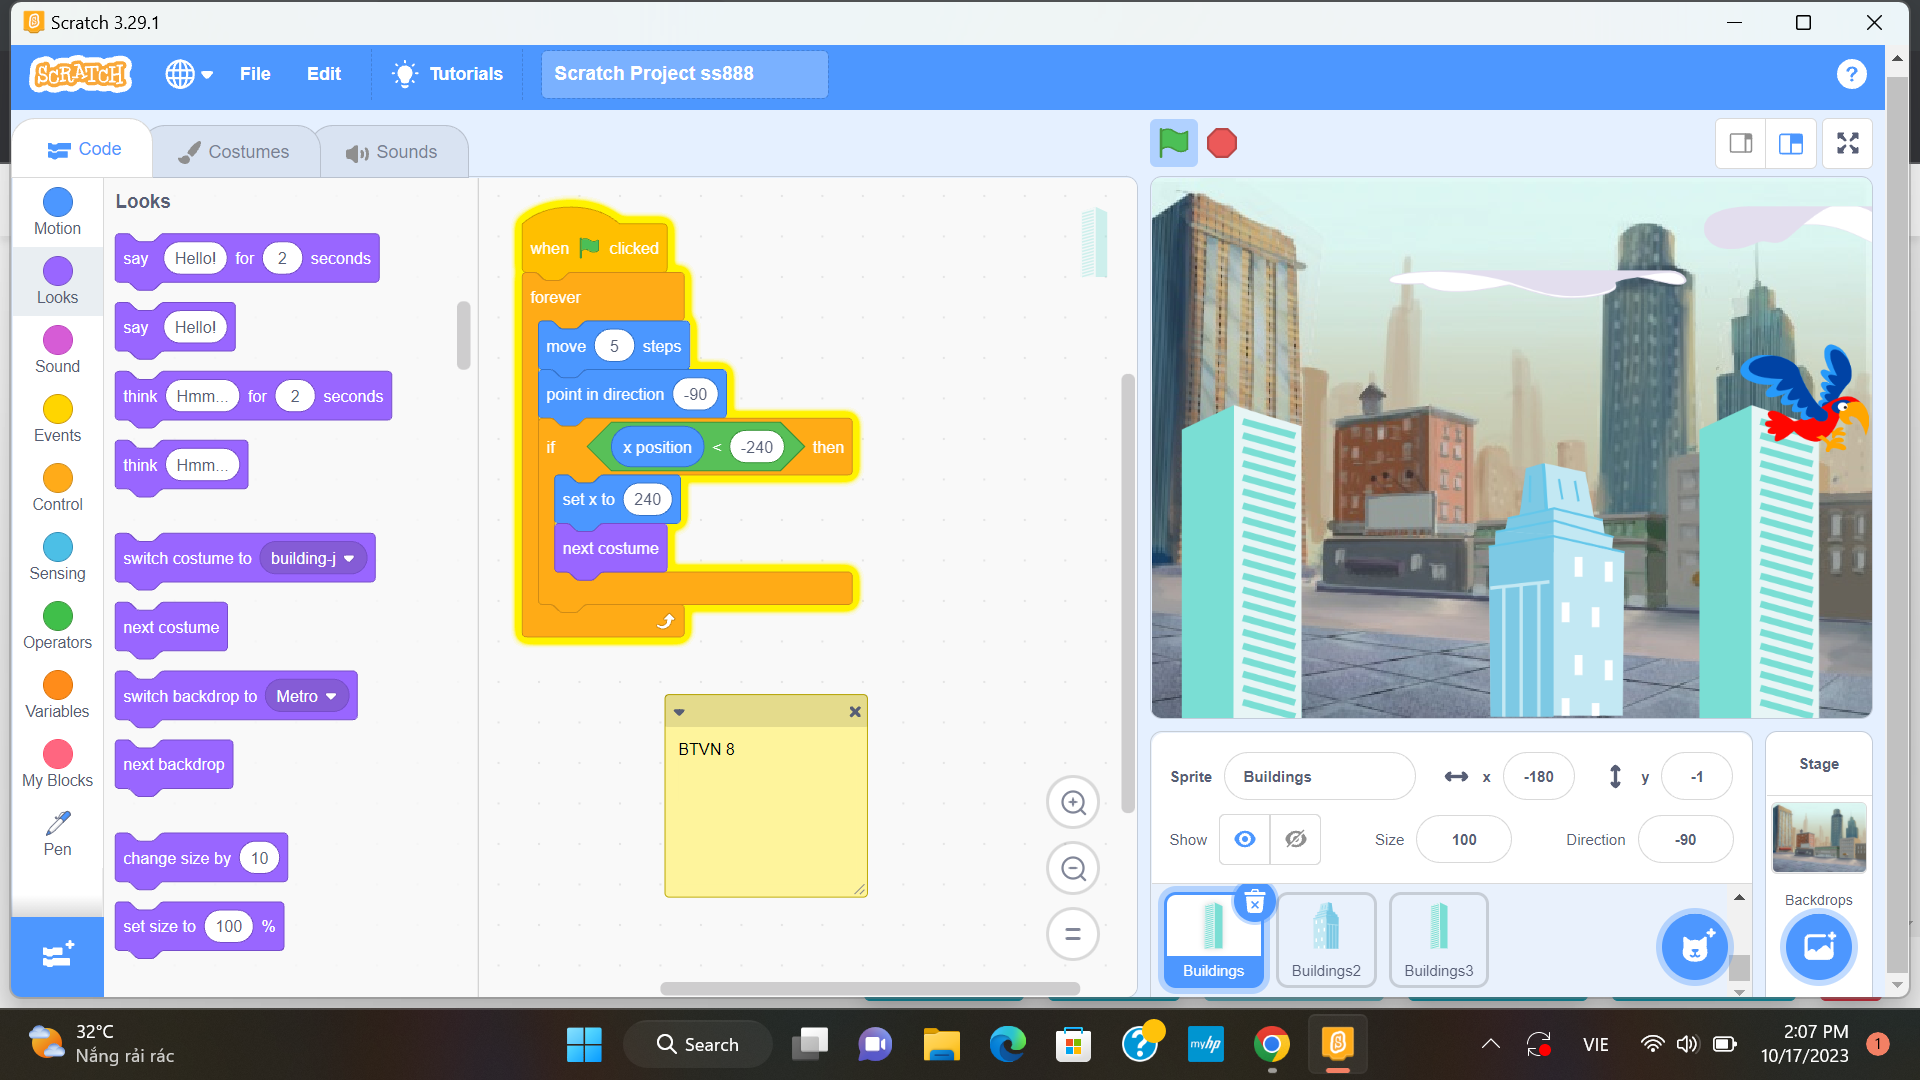 Scratch 3.29.1
SCRATCH
File
Edit
Tutorials
Scratch Project ss888
?
Code
Costumes
Sounds
Motion
Looks
Sound
Events
Control
Sensing
Operators
Variables
My Blocks
Pen
Looks
say Hello! for 2 seconds
say Hello!
think Hmm... for 2 seconds
think Hmm...
switch costume to building-j
next costume
switch backdrop to Metro
next backdrop
change size by 10
set size to 100 %
when clicked
forever
move 5 steps
point in direction -90
if x position < -240 then
set x to 240
next costume
BTVN 8
Sprite Buildings x -180 y -1
Show Size 100 Direction -90
Buildings
Buildings2
Buildings3
Stage
Backdrops
32°C
Nắng rải rác
Search
myhp
VIE
2:07 PM
10/17/2023
1